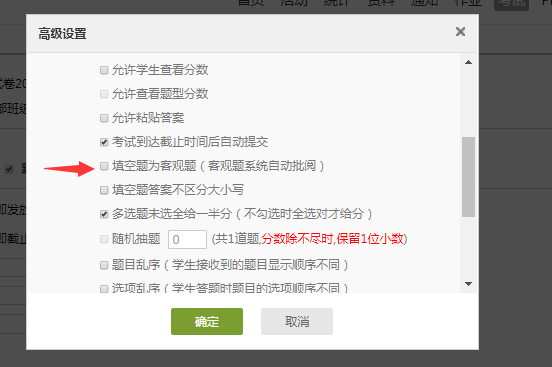 首页 活动 统计 资料 通知 作业 考试
高级设置
允许学生查看分数
允许查看题型分数
允许粘贴答案
考试到达截止时间后自动提交
填空题为客观题（客观题系统自动批阅）
填空题答案不区分大小写
多选题未选全给一半分（不勾选时全选对才给分）
随机抽题 0 (共1道题,分数除不尽时,保留1位小数)
题目乱序（学生接收到的题目显示顺序不同）
选项乱序（学生答题时题目的选项顺序不同）
确定 取消